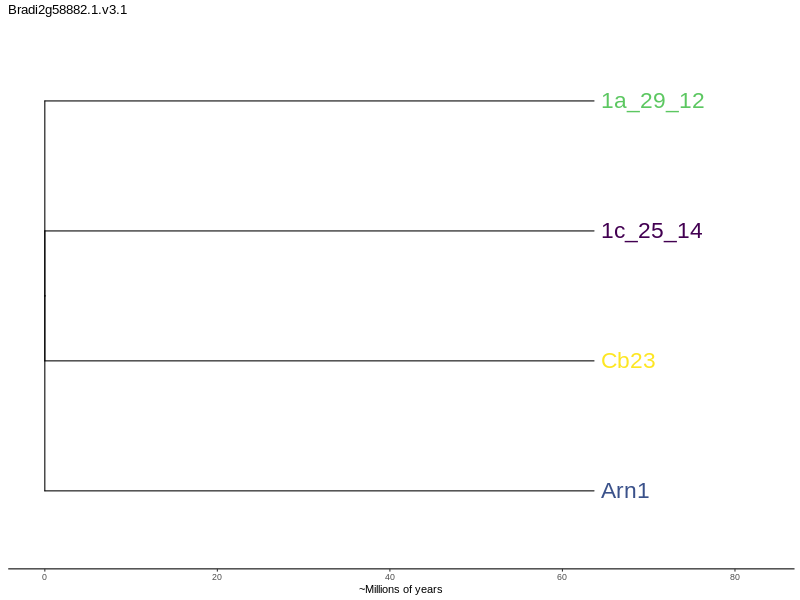 Bradi2g58882.1.v3.1
1a_29_12
1c_25_14
Cb23
Arn1
0 20 40 60 80
~Millions of years